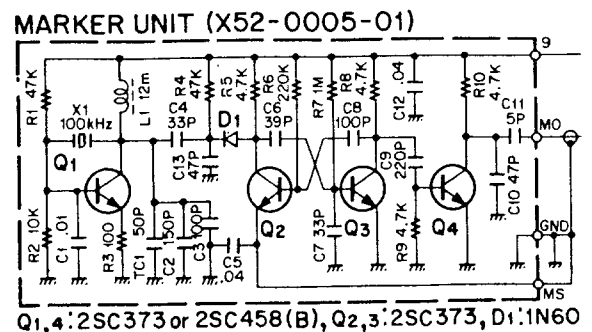 MARKER UNIT (X52-0005-01)
9
R1 47K
X1
100kHz
L1 12m
C4
33P
R4
47K
R5
4.7K
R6
220K
R7 1M
R8
4.7K
C12 .04
R10
4.7K
C11
5P
MO
D1
C6
39P
C8
100P
C13
47P
C9
220P
Q1
Q2
Q3
Q4
C10 47P
R2 10K
C1 .01
R3 100
TC1
50P
C2 150P
C3 100P
C5
.04
C7 33P
R9 4.7K
GND
MS
Q1,4:2SC373 or 2SC458(B), Q2,3:2SC373, D1:1N60